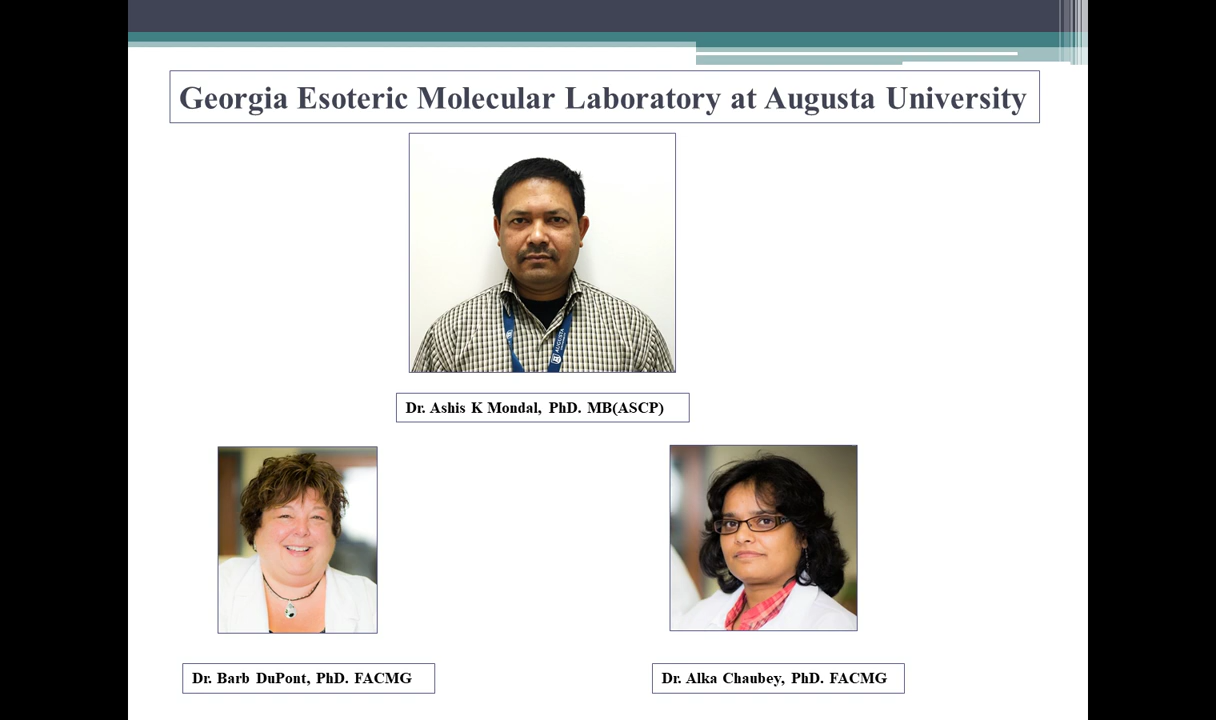 Georgia Esoteric Molecular Laboratory at Augusta University
AUGUSTA
Dr. Ashis K Mondal, PhD. MB(ASCP)
Dr. Barb DuPont, PhD. FACMG
Dr. Alka Chaubey, PhD. FACMG